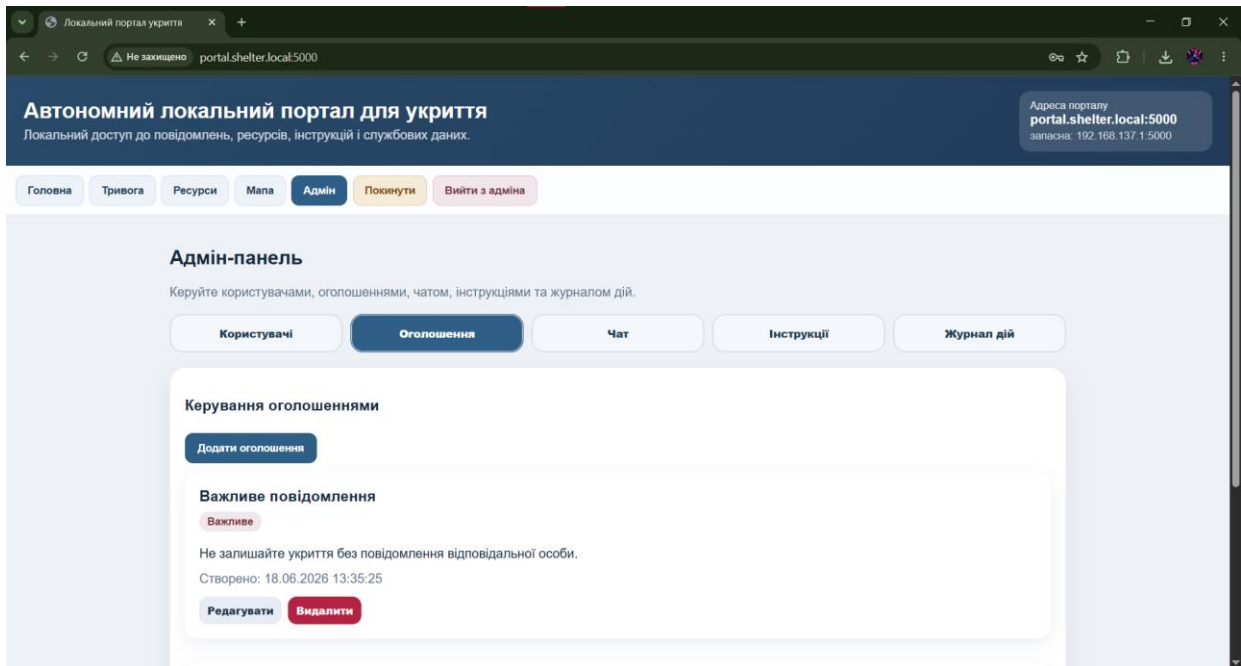 Локальний портал укриття
Не захищено portal.shelter.local:5000
Автономний локальний портал для укриття
Локальний доступ до повідомлень, ресурсів, інструкцій і службових даних.
Адреса порталу
portal.shelter.local:5000
запасна: 192.168.137.1:5000
Головна Тривога Ресурси Мапа Адмін Покинути Вийти з адміна
Адмін-панель
Керуйте користувачами, оголошеннями, чатом, інструкціями та журналом дій.
Користувачі Оголошення Чат Інструкції Журнал дій
Керування оголошеннями
Додати оголошення
Важливе повідомлення
Важливе
Не залишайте укриття без повідомлення відповідальної особи.
Створено: 18.06.2026 13:35:25
Редагувати Видалити